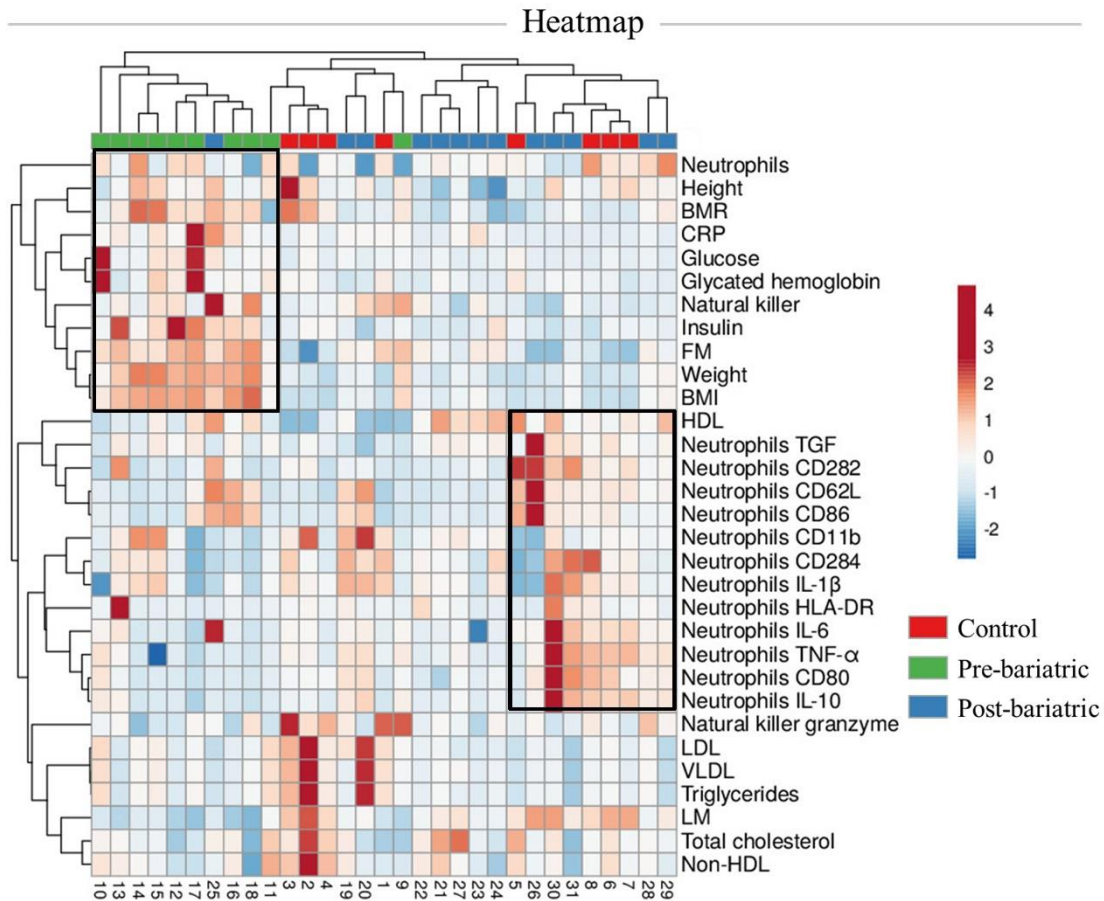 Heatmap
Neutrophils
Height
BMR
CRP
Glucose
Glycated hemoglobin
Natural killer
Insulin
FM
Weight
BMI
HDL
Neutrophils TGF
Neutrophils CD282
Neutrophils CD62L
Neutrophils CD86
Neutrophils CD11b
Neutrophils CD284
Neutrophils IL-1β
Neutrophils HLA-DR
Neutrophils IL-6
Neutrophils TNF-α
Neutrophils CD80
Neutrophils IL-10
Natural killer granzyme
LDL
VLDL
Triglycerides
LM
Total cholesterol
Non-HDL
4
3
2
1
0
-1
-2
Control
Pre-bariatric
Post-bariatric
10 13 14 15 12 17 25 16 18 11 3 2 4 19 20 1 9 22 21 27 23 24 5 26 30 31 8 6 7 28 29